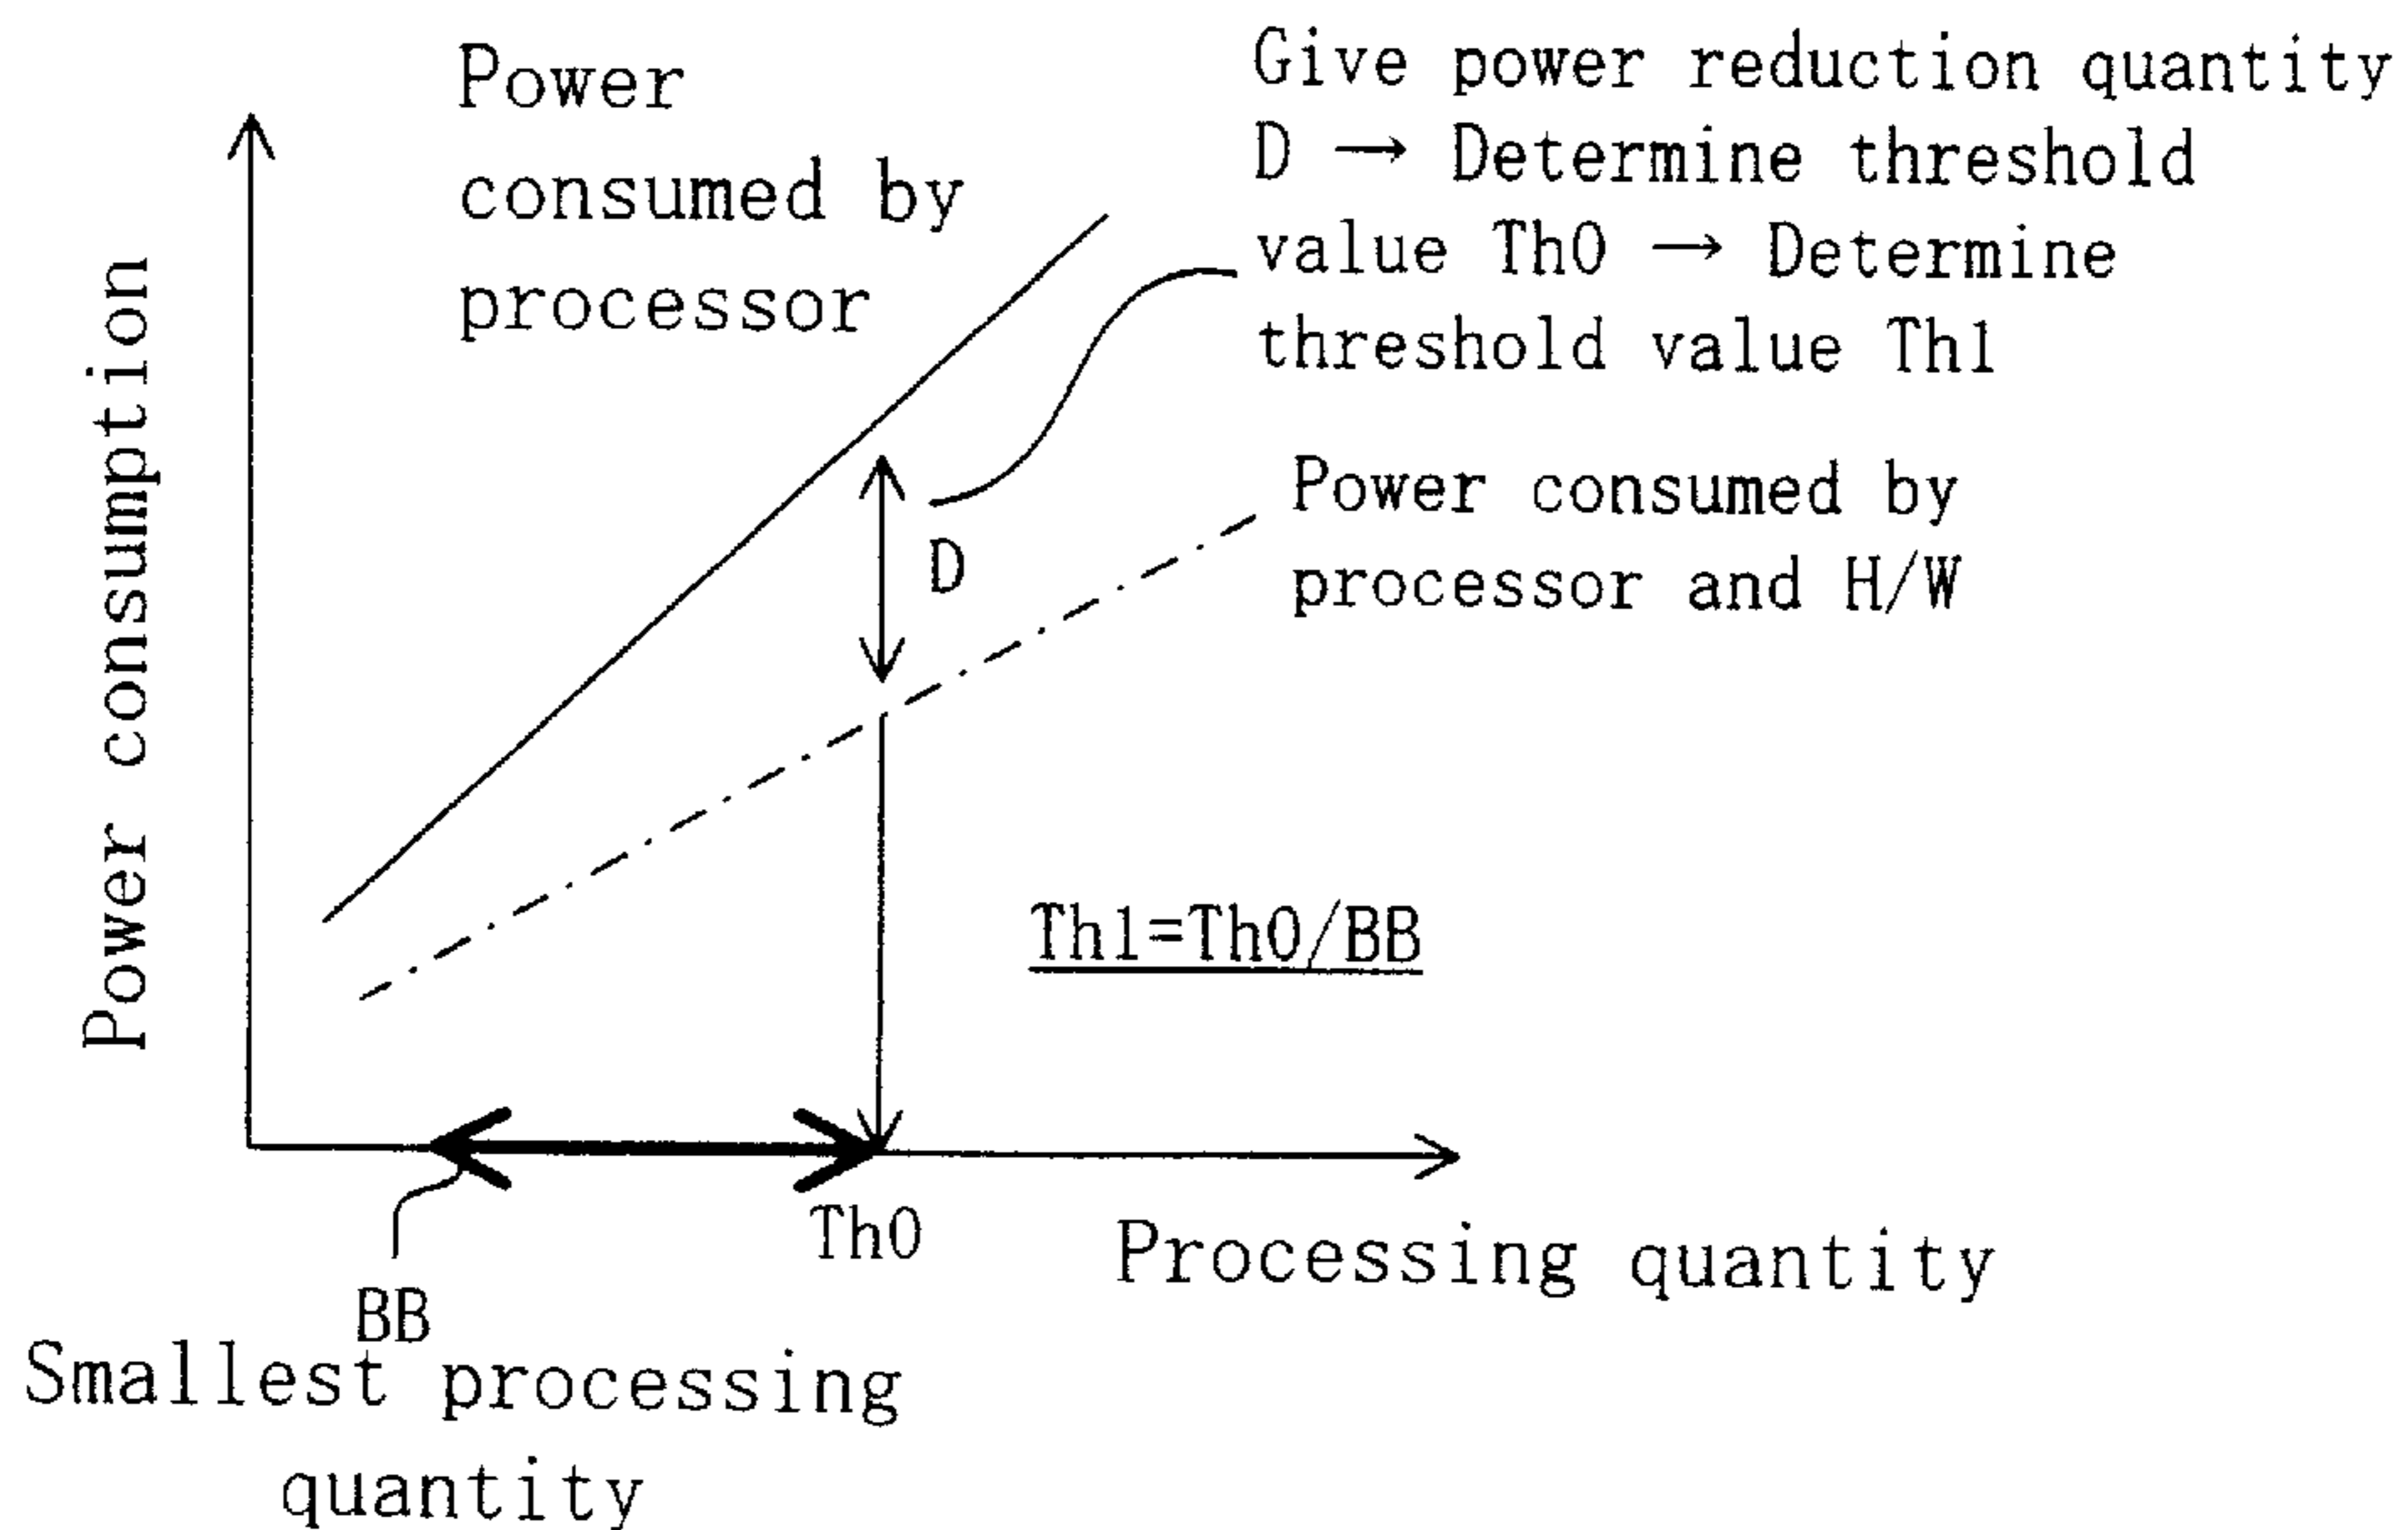 Power
consumed by
processor
Give power reduction quantity
D → Determine threshold
value Th0 → Determine
threshold value Th1
Power consumption
D
Power consumed by
processor and H/W
Th1=Th0/BB
Th0
Processing quantity
BB
Smallest processing
quantity